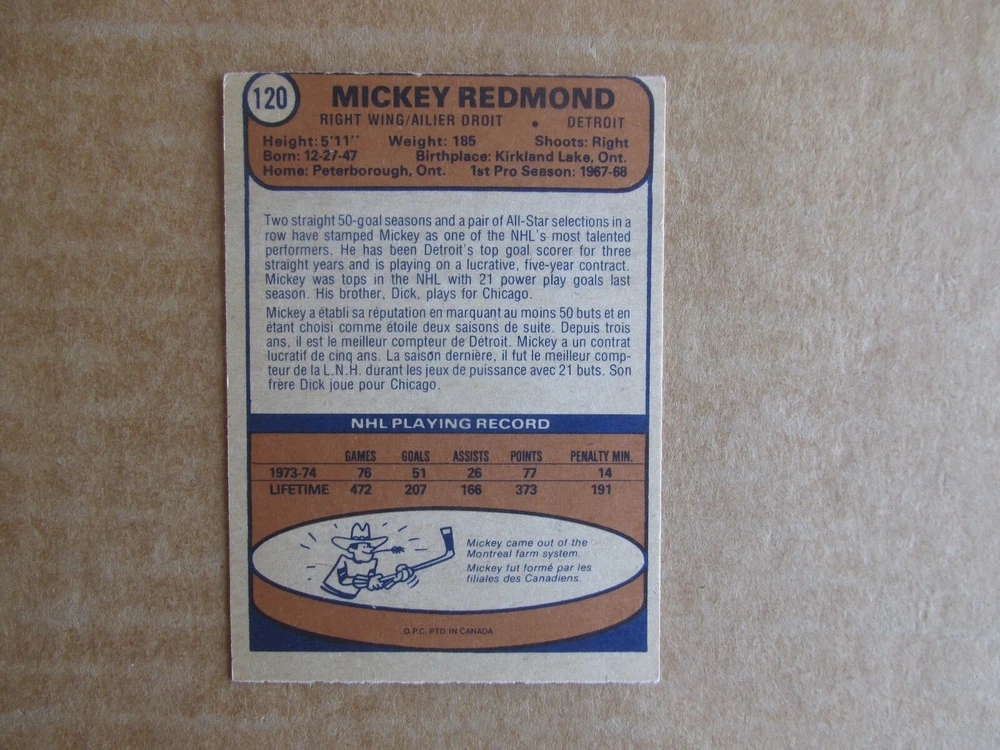 120
MICKEY REDMOND
RIGHT WING/AILIER DROIT • DETROIT
Height: 5'11'' Weight: 185 Shoots: Right
Born: 12-27-47 Birthplace: Kirkland Lake, Ont.
Home: Peterborough, Ont. 1st Pro Season: 1967-68
Two straight 50-goal seasons and a pair of All-Star selections in a
row have stamped Mickey as one of the NHL's most talented
performers. He has been Detroit's top goal scorer for three
straight years and is playing on a lucrative, five-year contract.
Mickey was tops in the NHL with 21 power play goals last
season. His brother, Dick, plays for Chicago.
Mickey a établi sa réputation en marquant au moins 50 buts et en
étant choisi comme étoile deux saisons de suite. Depuis trois
ans, il est le meilleur compteur de Détroit. Mickey a un contrat
lucratif de cinq ans. La saison dernière, il fut le meilleur comp-
teur de la L.N.H. durant les jeux de puissance avec 21 buts. Son
frère Dick joue pour Chicago.
NHL PLAYING RECORD
GAMES GOALS ASSISTS POINTS PENALTY MIN.
1973-74 76 51 26 77 14
LIFETIME 472 207 166 373 191
Mickey came out of the
Montreal farm system.
Mickey fut formé par les
filiales des Canadiens.
O.P.C. PTD. IN CANADA